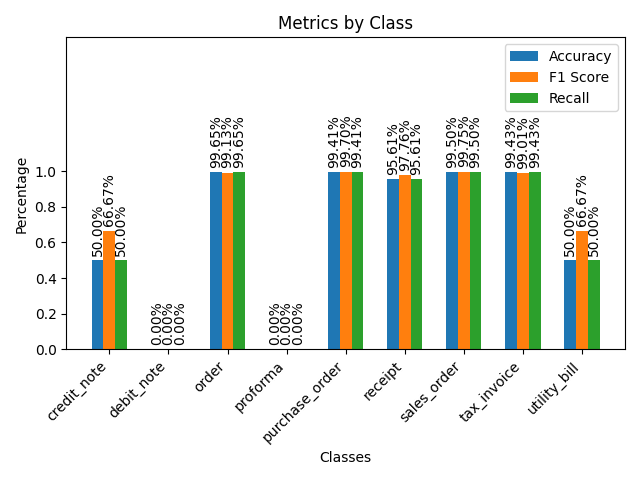 Metrics by Class
Accuracy
F1 Score
Recall
Percentage
1.0
0.8
0.6
0.4
0.2
0.0
50.00%
66.67%
50.00%
0.00%
0.00%
0.00%
99.65%
99.13%
99.65%
0.00%
0.00%
0.00%
99.41%
99.70%
99.41%
95.61%
97.76%
95.61%
99.50%
99.75%
99.50%
99.43%
99.01%
99.43%
50.00%
66.67%
50.00%
credit_note
debit_note
order
proforma
purchase_order
receipt
sales_order
tax_invoice
utility_bill
Classes